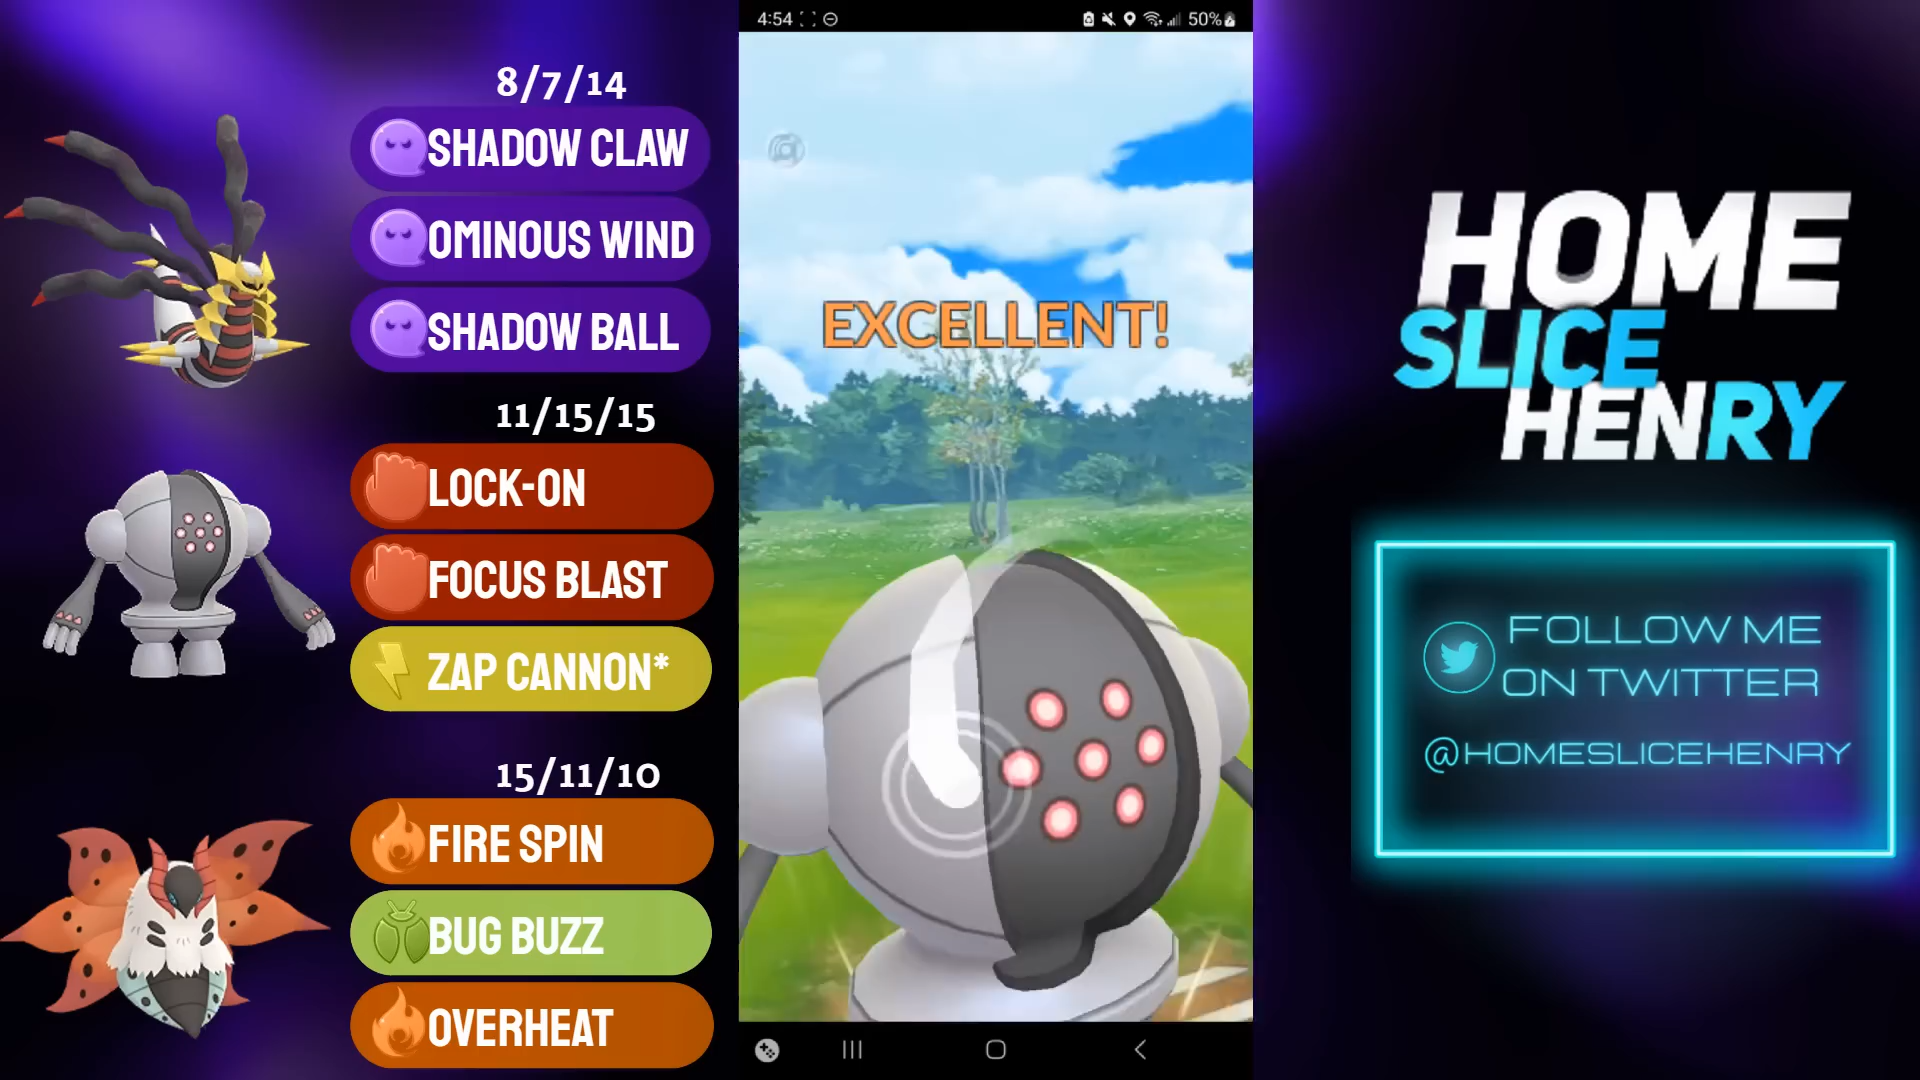 8/7/14
SHADOW CLAW
OMINOUS WIND
SHADOW BALL
11/15/15
LOCK-ON
FOCUS BLAST
ZAP CANNON*
15/11/10
FIRE SPIN
BUG BUZZ
OVERHEAT
4:54
50%
EXCELLENT!
HOME
SLICE
HENRY
FOLLOW ME
ON TWITTER
@HOMESLICEHENRY